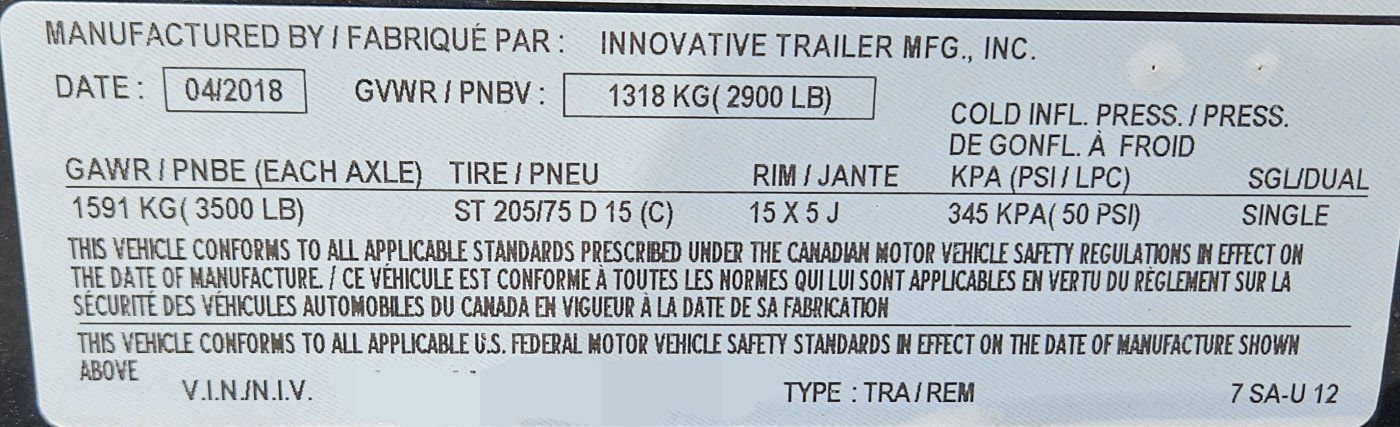 MANUFACTURED BY / FABRIQUÉ PAR : INNOVATIVE TRAILER MFG., INC.
DATE : 04/2018 GVWR / PNBV : 1318 KG( 2900 LB)
COLD INFL. PRESS. / PRESS.
DE GONFL. À FROID
GAWR / PNBE (EACH AXLE) TIRE / PNEU RIM / JANTE KPA (PSI / LPC) SGL/DUAL
1591 KG( 3500 LB) ST 205/75 D 15 (C) 15 X 5 J 345 KPA( 50 PSI) SINGLE
THIS VEHICLE CONFORMS TO ALL APPLICABLE STANDARDS PRESCRIBED UNDER THE CANADIAN MOTOR VEHICLE SAFETY REGULATIONS IN EFFECT ON
THE DATE OF MANUFACTURE. / CE VÉHICULE EST CONFORME À TOUTES LES NORMES QUI LUI SONT APPLICABLES EN VERTU DU RÈGLEMENT SUR LA
SÉCURITÉ DES VÉHICULES AUTOMOBILES DU CANADA EN VIGUEUR À LA DATE DE SA FABRICATION
THIS VEHICLE CONFORMS TO ALL APPLICABLE U.S. FEDERAL MOTOR VEHICLE SAFETY STANDARDS IN EFFECT ON THE DATE OF MANUFACTURE SHOWN
ABOVE
V.I.N./N.I.V. TYPE : TRA / REM 7 SA-U 12